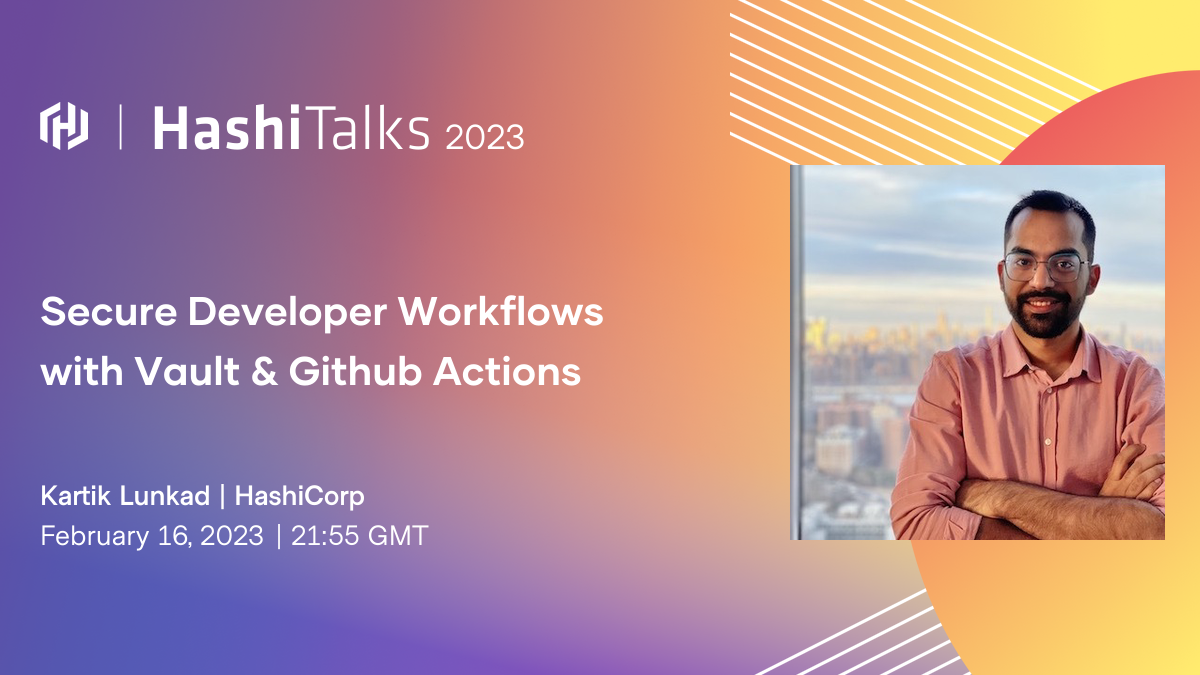 HashiTalks 2023
Secure Developer Workflows
with Vault & Github Actions
Kartik Lunkad | HashiCorp
February 16, 2023 | 21:55 GMT